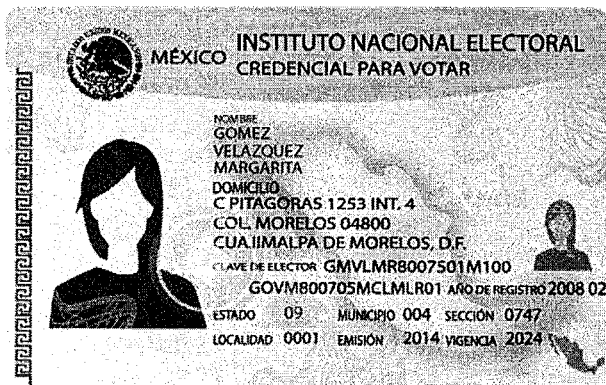 MÉXICO
INSTITUTO NACIONAL ELECTORAL
CREDENCIAL PARA VOTAR
NOMBRE
GOMEZ
VELAZQUEZ
MARGARITA
DOMICILIO
C PITAGORAS 1253 INT. 4
COL. MORELOS 04800
CUAJIMALPA DE MORELOS, D.F.
CLAVE DE ELECTOR GMVLMR8007501M100
GOVM800705MCLMLR01 AÑO DE REGISTRO 2008 02
ESTADO 09 MUNICIPIO 004 SECCIÓN 0747
LOCALIDAD 0001 EMISIÓN 2014 VIGENCIA 2024